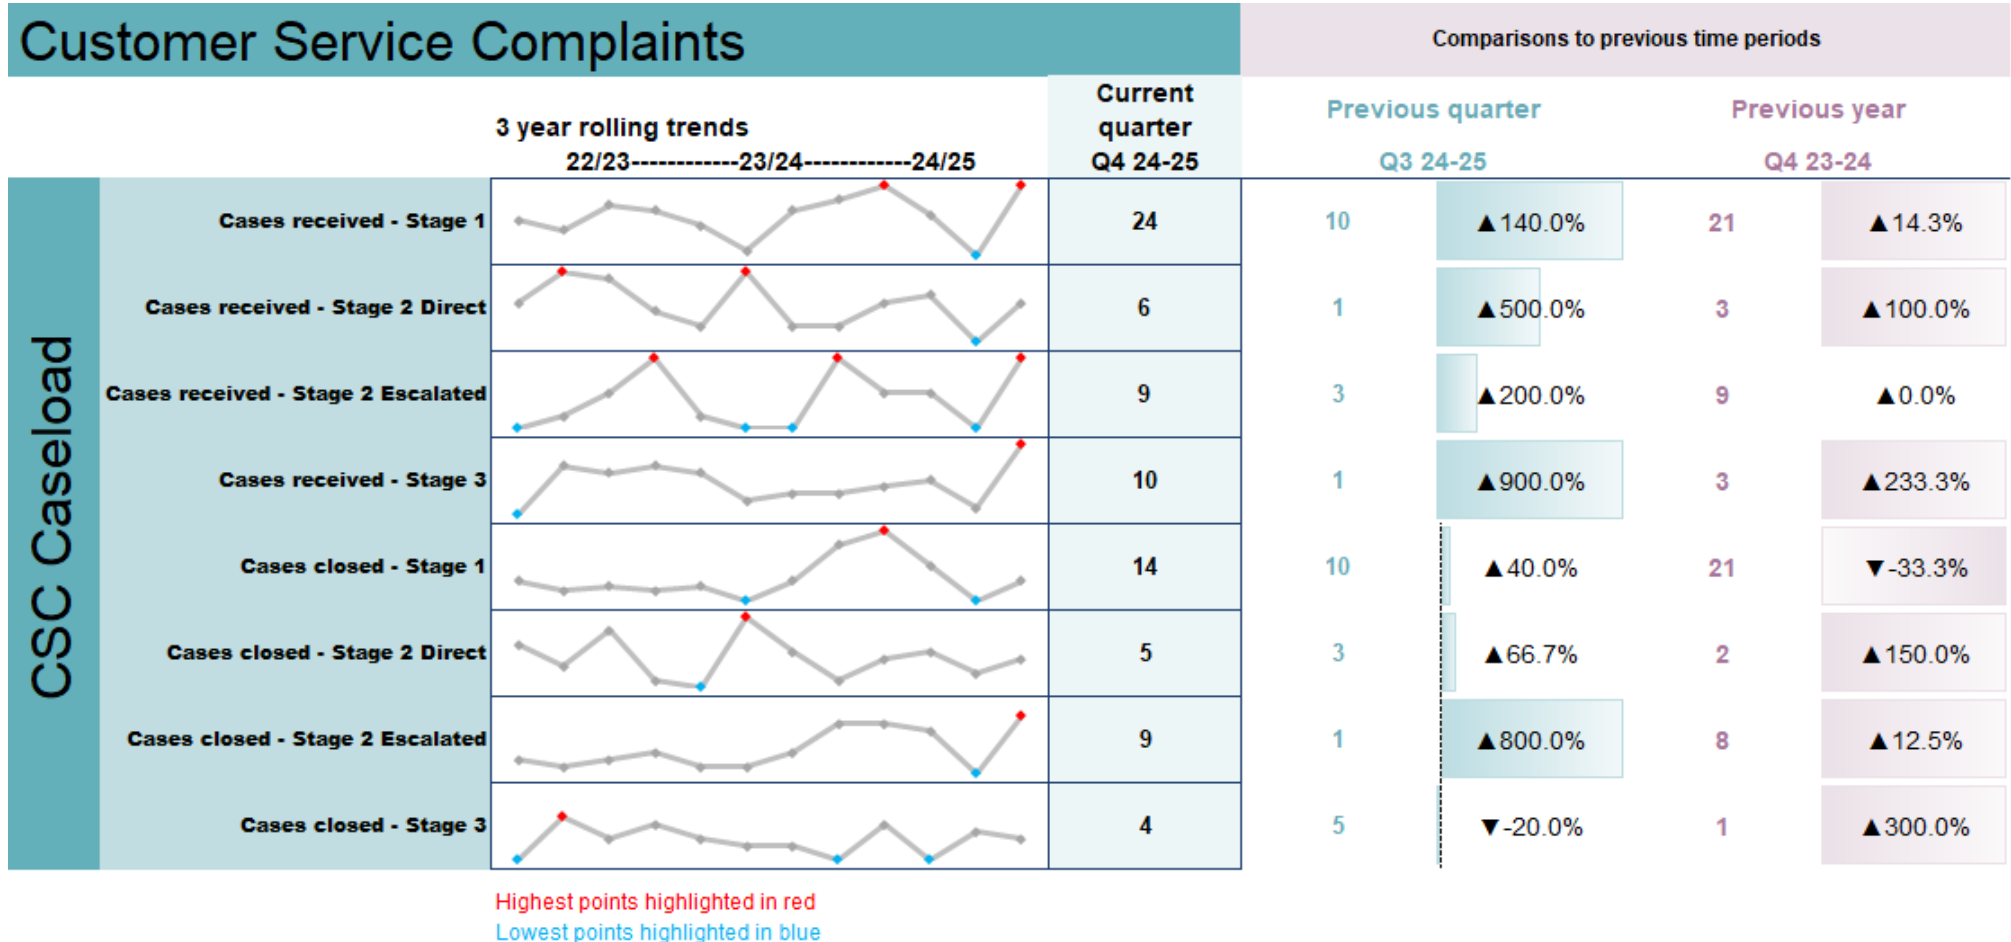 Customer Service Complaints
Comparisons to previous time periods
3 year rolling trends
22/23------------23/24------------24/25
Current
quarter
Q4 24-25
Previous quarter
Q3 24-25
Previous year
Q4 23-24
CSC Caseload
Cases received - Stage 1 24 10 ▲140.0% 21 ▲14.3%
Cases received - Stage 2 Direct 6 1 ▲500.0% 3 ▲100.0%
Cases received - Stage 2 Escalated 9 3 ▲200.0% 9 ▲0.0%
Cases received - Stage 3 10 1 ▲900.0% 3 ▲233.3%
Cases closed - Stage 1 14 10 ▲40.0% 21 ▼-33.3%
Cases closed - Stage 2 Direct 5 3 ▲66.7% 2 ▲150.0%
Cases closed - Stage 2 Escalated 9 1 ▲800.0% 8 ▲12.5%
Cases closed - Stage 3 4 5 ▼-20.0% 1 ▲300.0%
Highest points highlighted in red
Lowest points highlighted in blue